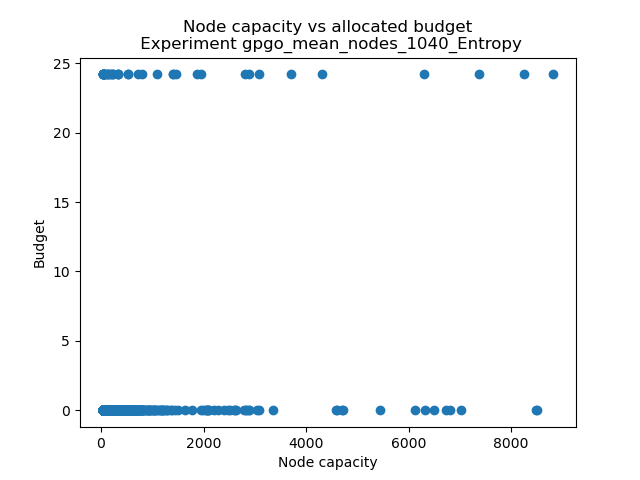 Node capacity vs allocated budget
Experiment gpgo_mean_nodes_1040_Entropy
25
20
15
10
5
0
Budget
0 2000 4000 6000 8000
Node capacity